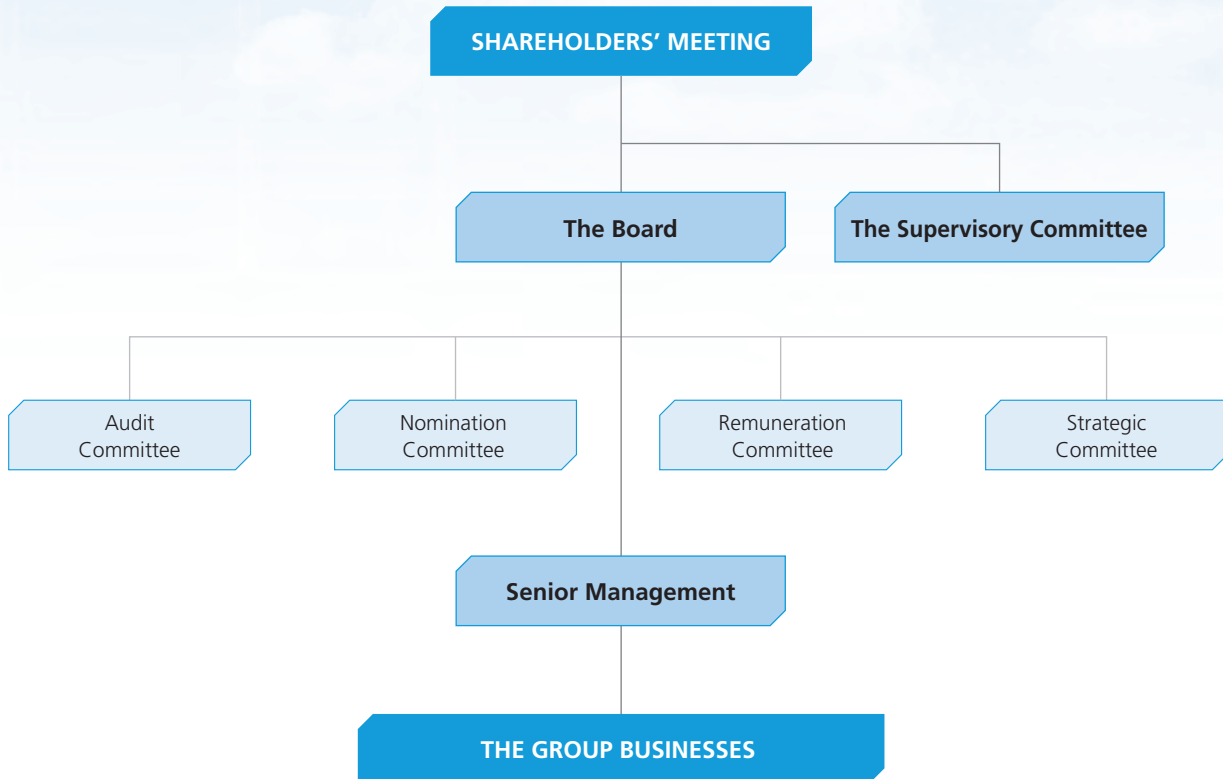 SHAREHOLDERS’ MEETING
The Board
The Supervisory Committee
Audit
Committee
Nomination
Committee
Remuneration
Committee
Strategic
Committee
Senior Management
THE GROUP BUSINESSES